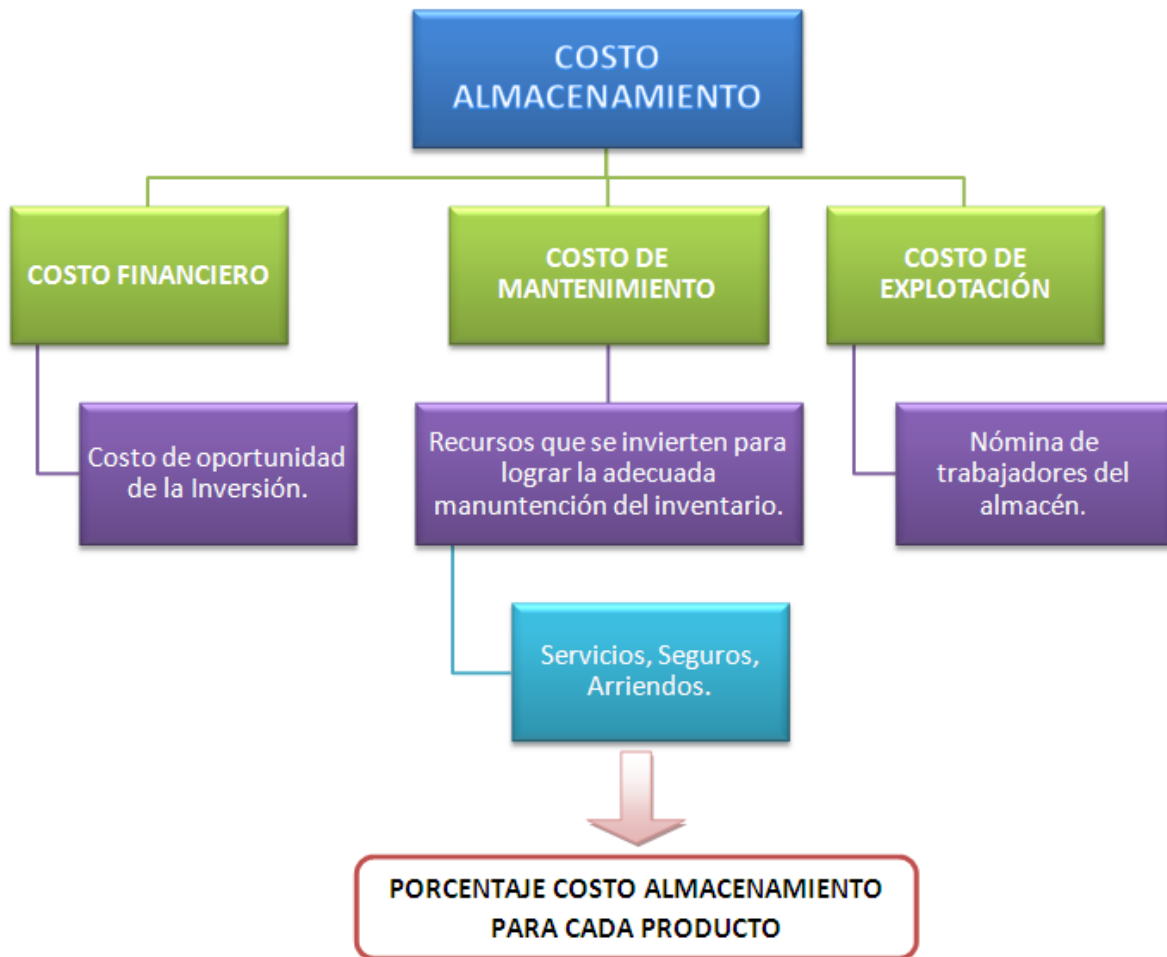 COSTO
ALMACENAMIENTO
COSTO FINANCIERO
COSTO DE
MANTENIMIENTO
COSTO DE
EXPLOTACIÓN
Costo de oportunidad
de la Inversión.
Recursos que se invierten para
lograr la adecuada
manuntención del inventario.
Nómina de
trabajadores del
almacén.
Servicios, Seguros,
Arriendos.
PORCENTAJE COSTO ALMACENAMIENTO
PARA CADA PRODUCTO